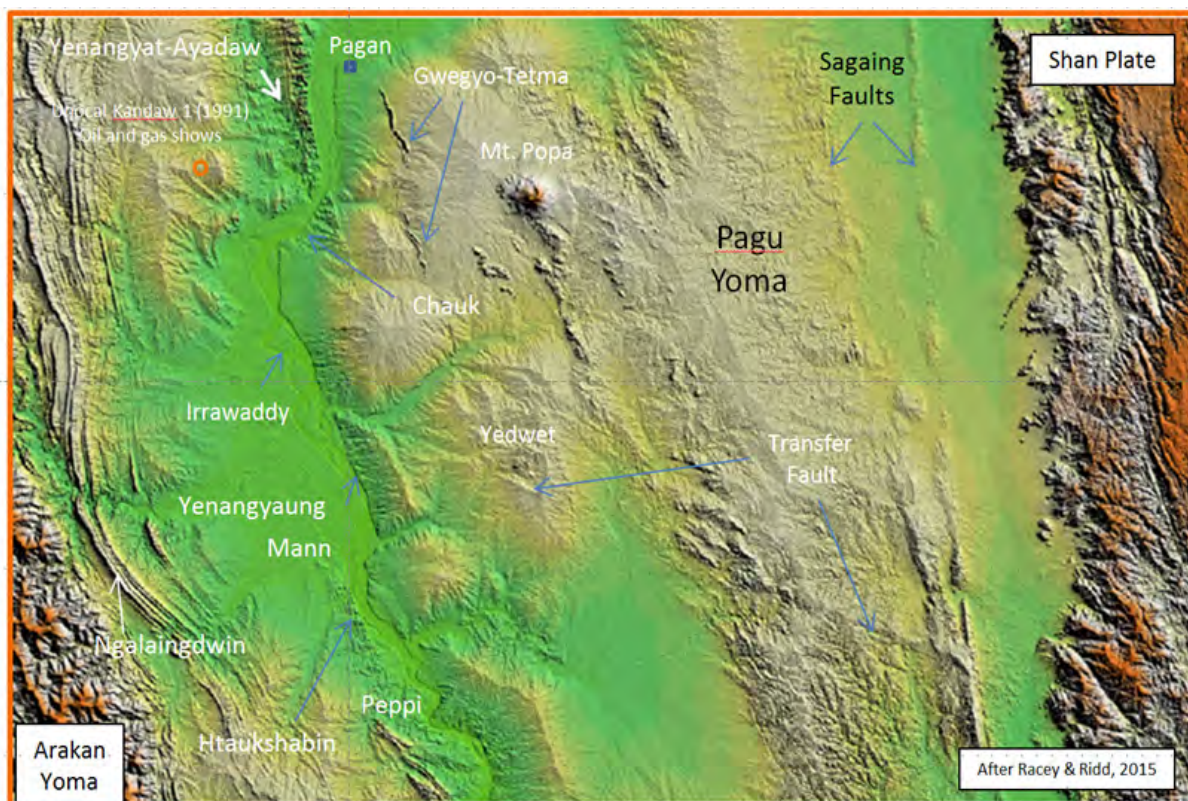 Yenangyat-Ayadaw
Pagan
Gwegyo-Tetma
Sagaing
Faults
Shan Plate
Unocal Kandaw 1 (1991)
Oil and gas shows
Mt. Popa
Pagu
Yoma
Chauk
Irrawaddy
Yedwet
Transfer
Fault
Yenangyaung
Mann
Ngalaingdwin
Peppi
Htaukshabin
Arakan
Yoma
After Racey & Ridd, 2015